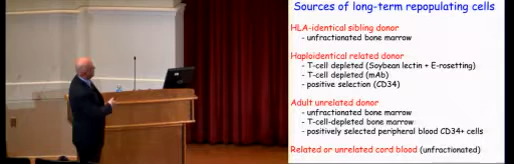 Sources of long-term repopulating cells
HLA-identical sibling donor
- unfractionated bone marrow
Haploidentical related donor
- T-cell depleted (Soybean lectin + E-rosetting)
- T-cell depleted (mAb)
- positive selection (CD34)
Adult unrelated donor
- unfractionated bone marrow
- T-cell-depleted bone marrow
- positively selected peripheral blood CD34+ cells
Related or unrelated cord blood (unfractionated)